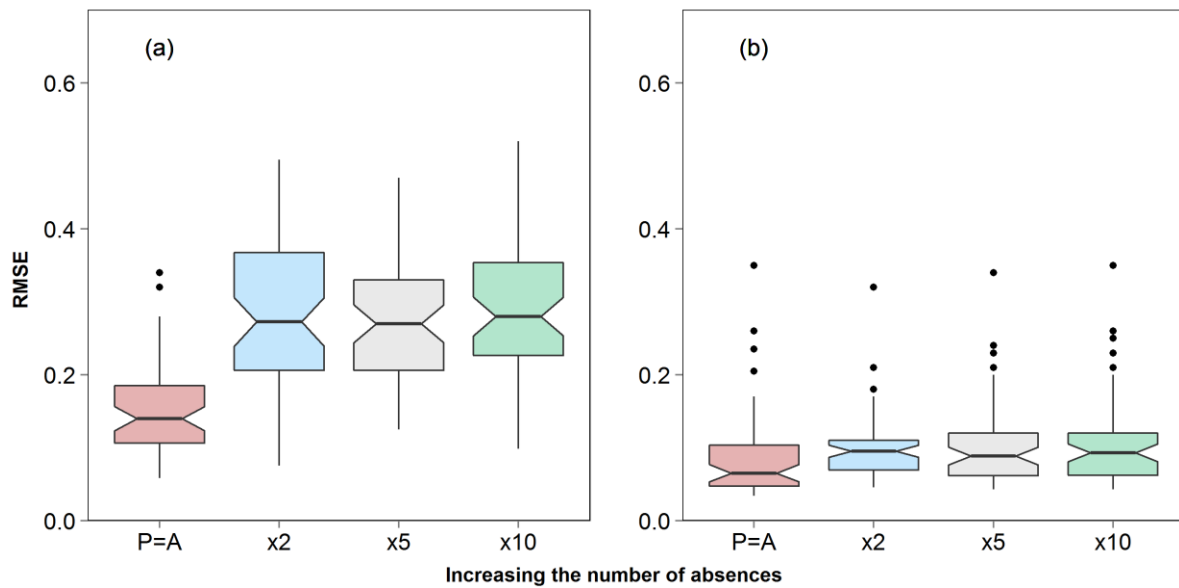 (a)
(b)
RMSE
0.6
0.4
0.2
0.0
0.6
0.4
0.2
0.0
P=A x2 x5 x10
P=A x2 x5 x10
Increasing the number of absences